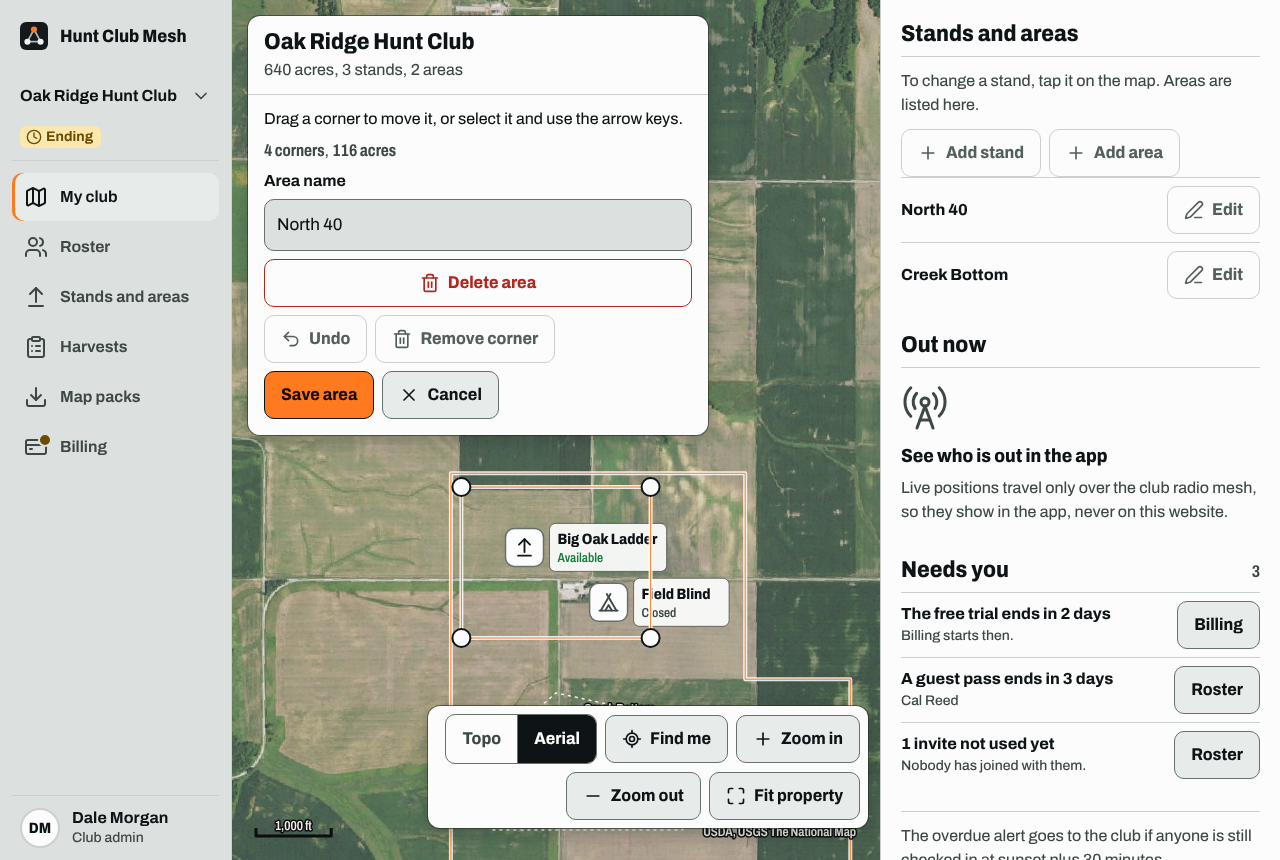 Hunt Club Mesh
Oak Ridge Hunt Club
Ending
My club
Roster
Stands and areas
Harvests
Map packs
Billing
DM
Dale Morgan
Club admin
Oak Ridge Hunt Club
640 acres, 3 stands, 2 areas
Drag a corner to move it, or select it and use the arrow keys.
4 corners, 116 acres
Area name
North 40
Delete area
Undo
Remove corner
Save area
Cancel
Big Oak Ladder
Available
Field Blind
Closed
Topo
Aerial
Find me
Zoom in
Zoom out
Fit property
1,000 ft
USDA, USGS The National Map
Stands and areas
To change a stand, tap it on the map. Areas are
listed here.
Add stand
Add area
North 40
Edit
Creek Bottom
Edit
Out now
See who is out in the app
Live positions travel only over the club radio mesh,
so they show in the app, never on this website.
Needs you
3
The free trial ends in 2 days
Billing starts then.
Billing
A guest pass ends in 3 days
Cal Reed
Roster
1 invite not used yet
Nobody has joined with them.
Roster
The overdue alert goes to the club if anyone is still
checked in at sunset plus 30 minutes.